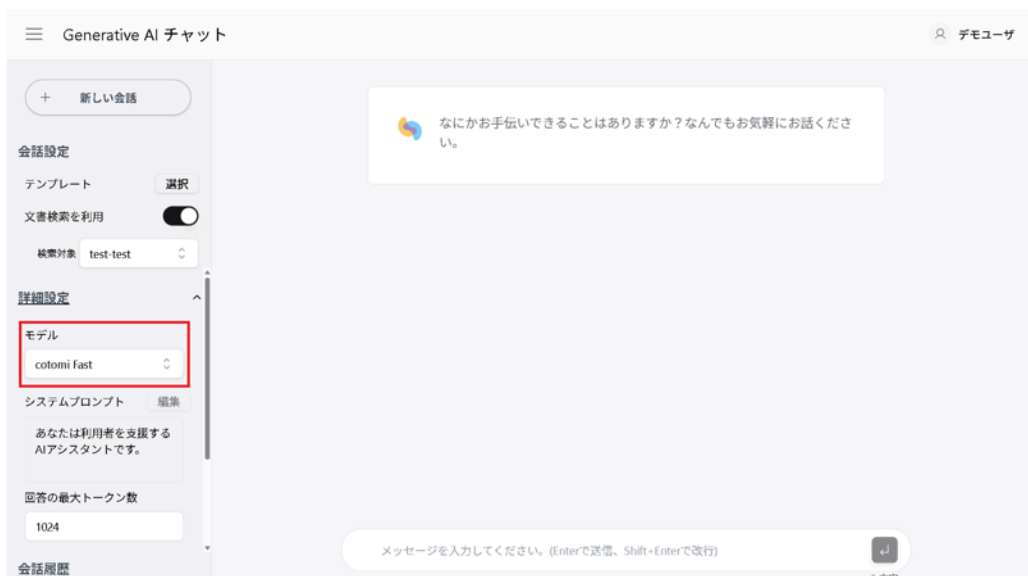 Generative AI チャット
デモユーザ
+ 新しい会話
会話設定
テンプレート 選択
文書検索を利用
検索対象 test-test
詳細設定
モデル
cotomi Fast
システムプロンプト 編集
あなたは利用者を支援する
AIアシスタントです。
回答の最大トークン数
1024
会話履歴
なにかお手伝いできることはありますか？なんでもお気軽にお話くださ
い。
メッセージを入力してください。(Enterで送信、Shift+Enterで改行)